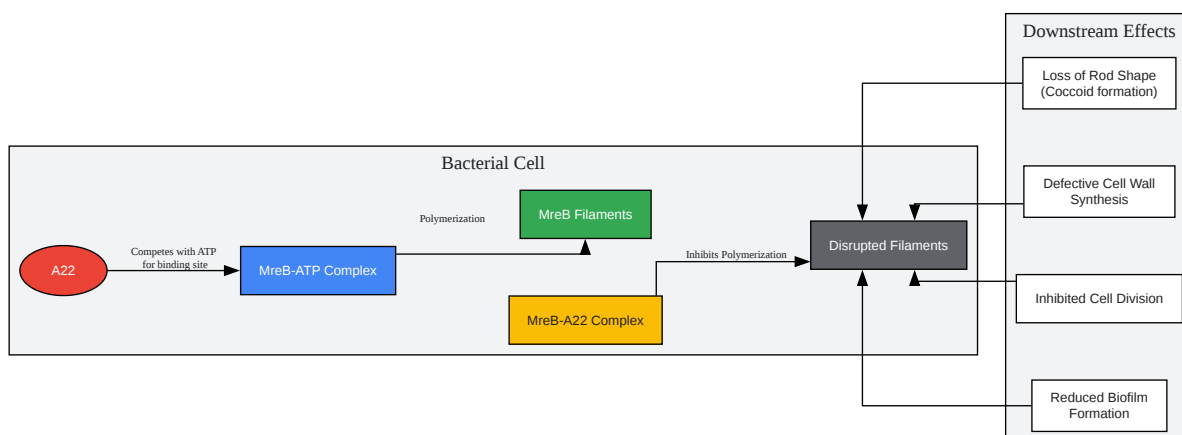 Downstream Effects
Loss of Rod Shape
(Coccoid formation)
Bacterial Cell
Defective Cell Wall
Synthesis
MreB Filaments
Polymerization
Disrupted Filaments
Competes with ATP
for binding site
Inhibits Polymerization
A22
MreB-ATP Complex
Inhibited Cell Division
MreB-A22 Complex
Reduced Biofilm
Formation